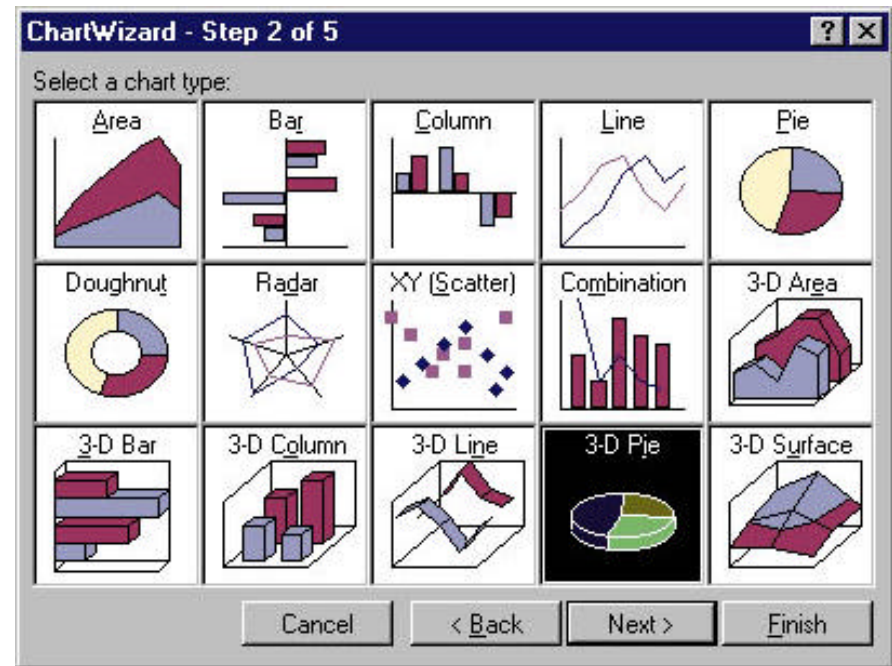 ChartWizard - Step 2 of 5
Select a chart type:
Area Bar Column Line Pie
Doughnut Radar XY (Scatter) Combination 3-D Area
3-D Bar 3-D Column 3-D Line 3-D Pie 3-D Surface
Cancel < Back Next > Finish